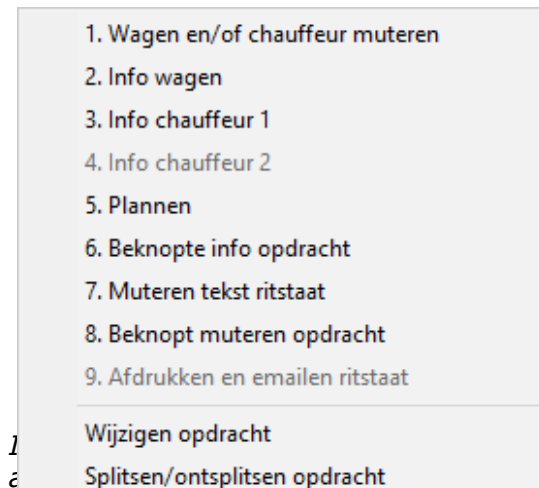 1. Wagen en/of chauffeur muteren
2. Info wagen
3. Info chauffeur 1
4. Info chauffeur 2
5. Plannen
6. Beknopte info opdracht
7. Muteren tekst ritstaat
8. Beknopt muteren opdracht
9. Afdrukken en emailen ritstaat
Wijzigen opdracht
Splitsen/ontsplitsen opdracht